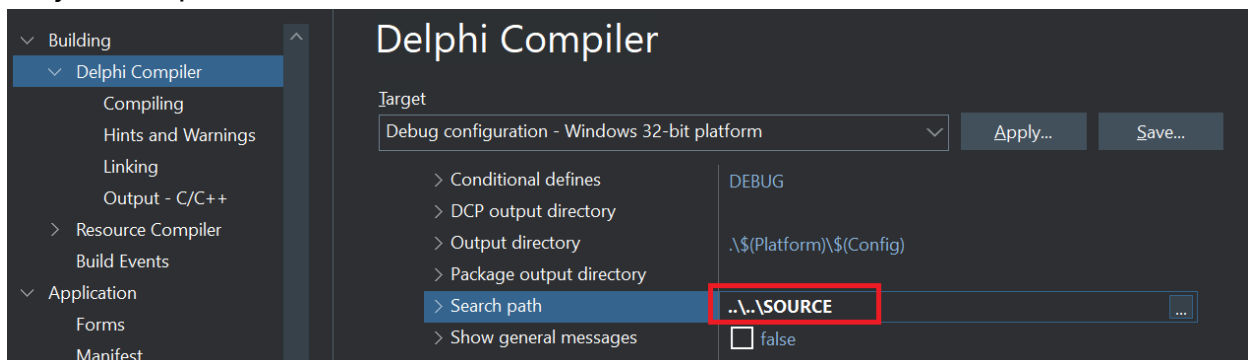 Building
Delphi Compiler
Compiling
Hints and Warnings
Linking
Output - C/C++
Resource Compiler
Build Events
Application
Forms
Manifest
Delphi Compiler
Target
Debug configuration - Windows 32-bit platform
Apply...
Save...
Conditional defines DEBUG
DCP output directory
Output directory .\$(Platform)\$(Config)
Package output directory
Search path ..\..\SOURCE ...
Show general messages false